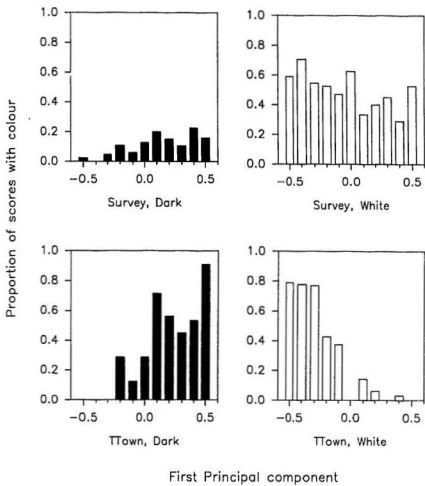 Proportion of scores with colour
1.0
0.8
0.6
0.4
0.2
0.0
−0.5 0.0 0.5
Survey, Dark
1.0
0.8
0.6
0.4
0.2
0.0
−0.5 0.0 0.5
Survey, White
1.0
0.8
0.6
0.4
0.2
0.0
−0.5 0.0 0.5
TTown, Dark
1.0
0.8
0.6
0.4
0.2
0.0
−0.5 0.0 0.5
TTown, White
First Principal component